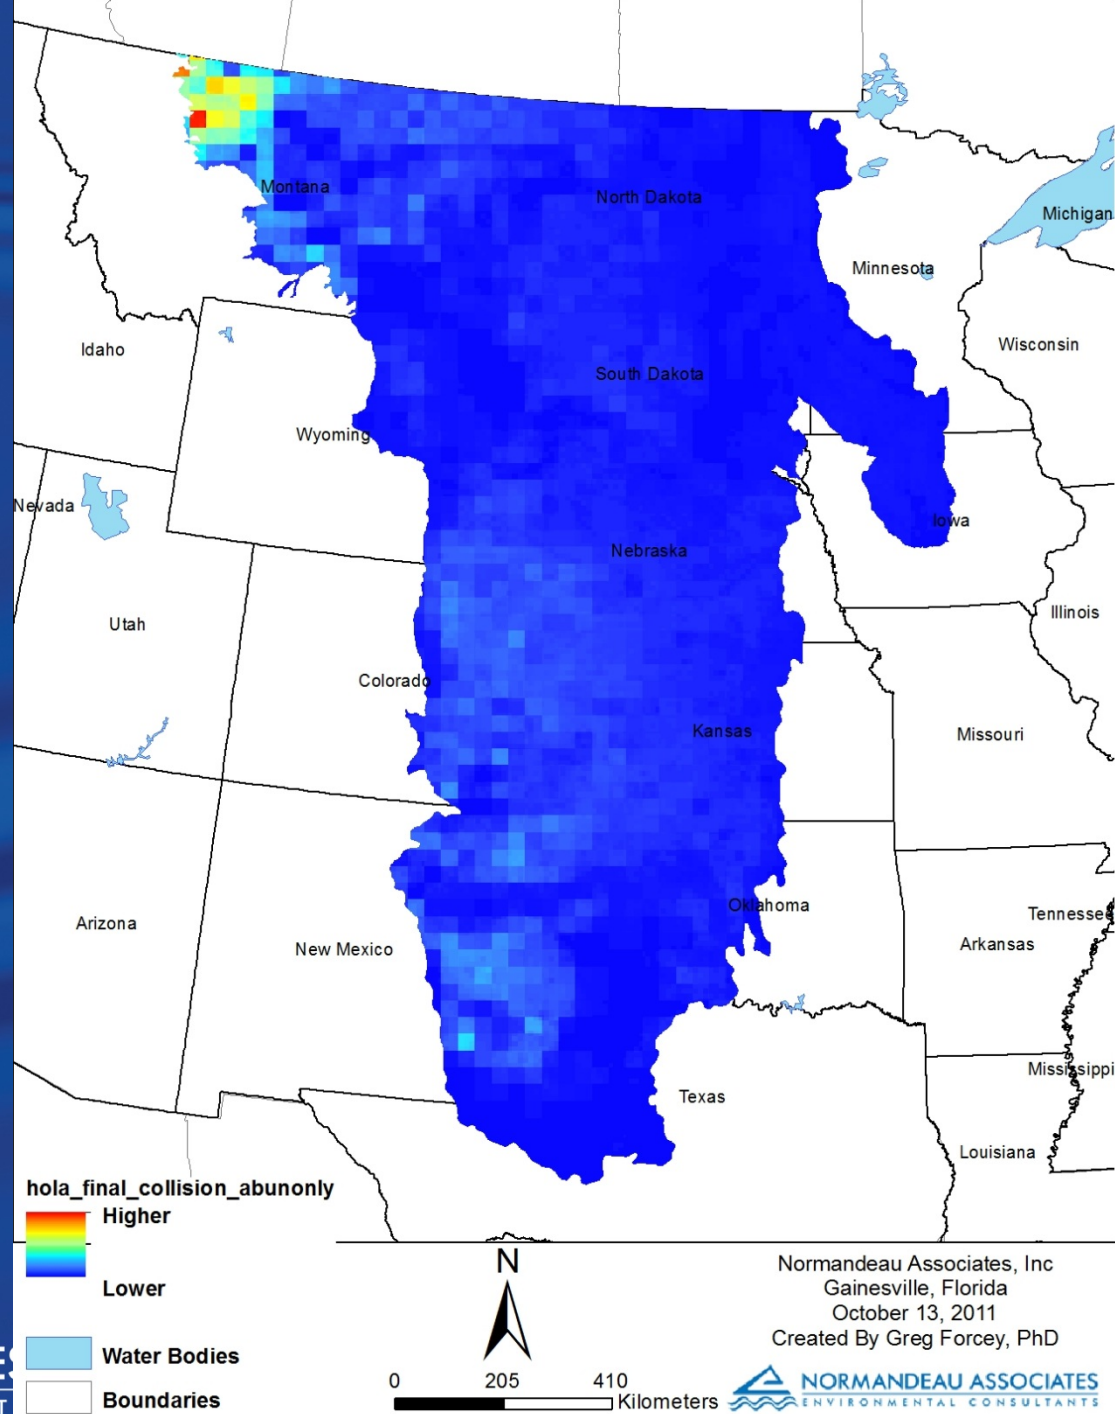 Montana
North Dakota
Michigan
Minnesota
Idaho
Wisconsin
South Dakota
Wyoming
Nevada
Iowa
Nebraska
Utah
Illinois
Colorado
Kansas
Missouri
Oklahoma
Tennessee
Arizona
New Mexico
Arkansas
Mississippi
Texas
Louisiana
hola_final_collision_abunonly
Higher
Lower
Water Bodies
Boundaries
N
0 205 410
Kilometers
Normandeau Associates, Inc
Gainesville, Florida
October 13, 2011
Created By Greg Forcey, PhD
NORMANDEAU ASSOCIATES
ENVIRONMENTAL CONSULTANTS